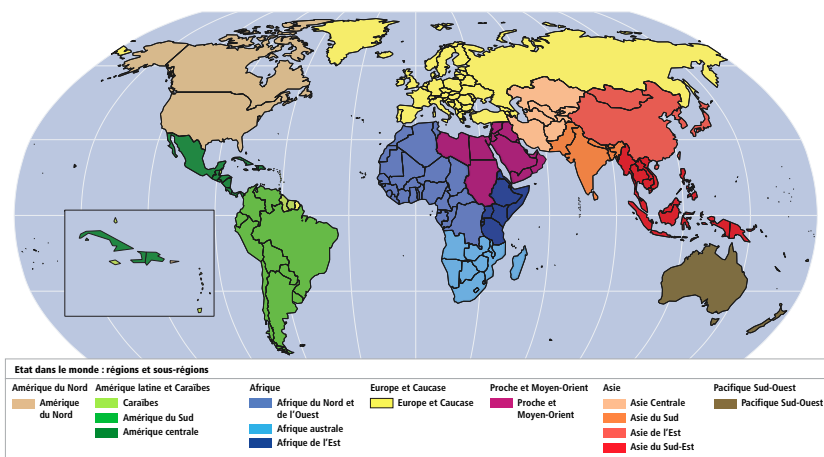 Etat dans le monde : régions et sous-régions
Amérique du Nord
Amérique
du Nord
Amérique latine et Caraïbes
Caraïbes
Amérique du Sud
Amérique centrale
Afrique
Afrique du Nord et
de l'Ouest
Afrique australe
Afrique de l'Est
Europe et Caucase
Europe et Caucase
Proche et Moyen-Orient
Proche et
Moyen-Orient
Asie
Asie Centrale
Asie du Sud
Asie de l'Est
Asie du Sud-Est
Pacifique Sud-Ouest
Pacifique Sud-Ouest